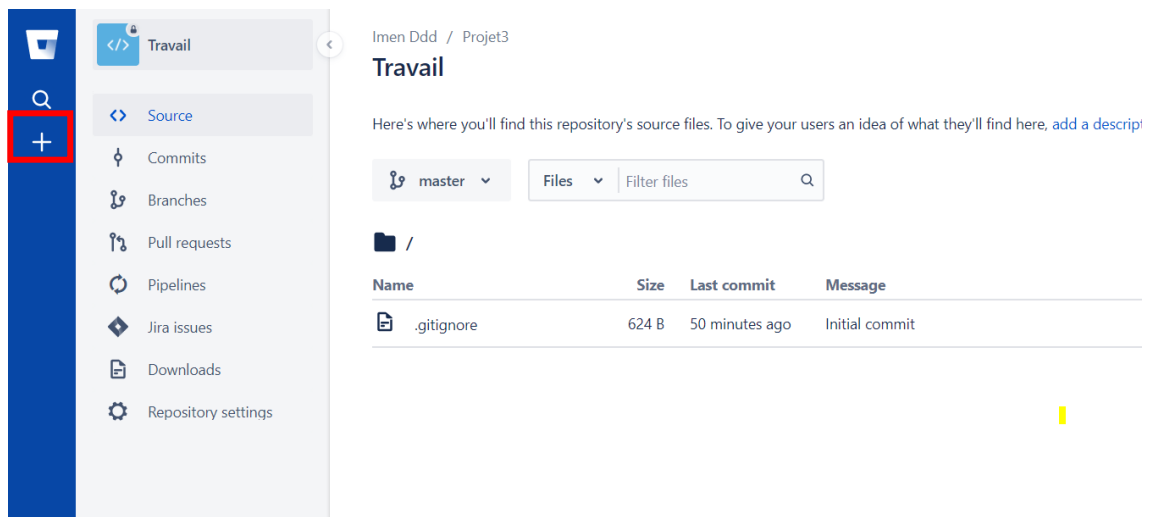 Travail
Source
Commits
Branches
Pull requests
Pipelines
Jira issues
Downloads
Repository settings
Imen Ddd / Projet3
Travail
Here's where you'll find this repository's source files. To give your users an idea of what they'll find here, add a descript
master Files Filter files
/
Name Size Last commit Message
.gitignore 624 B 50 minutes ago Initial commit